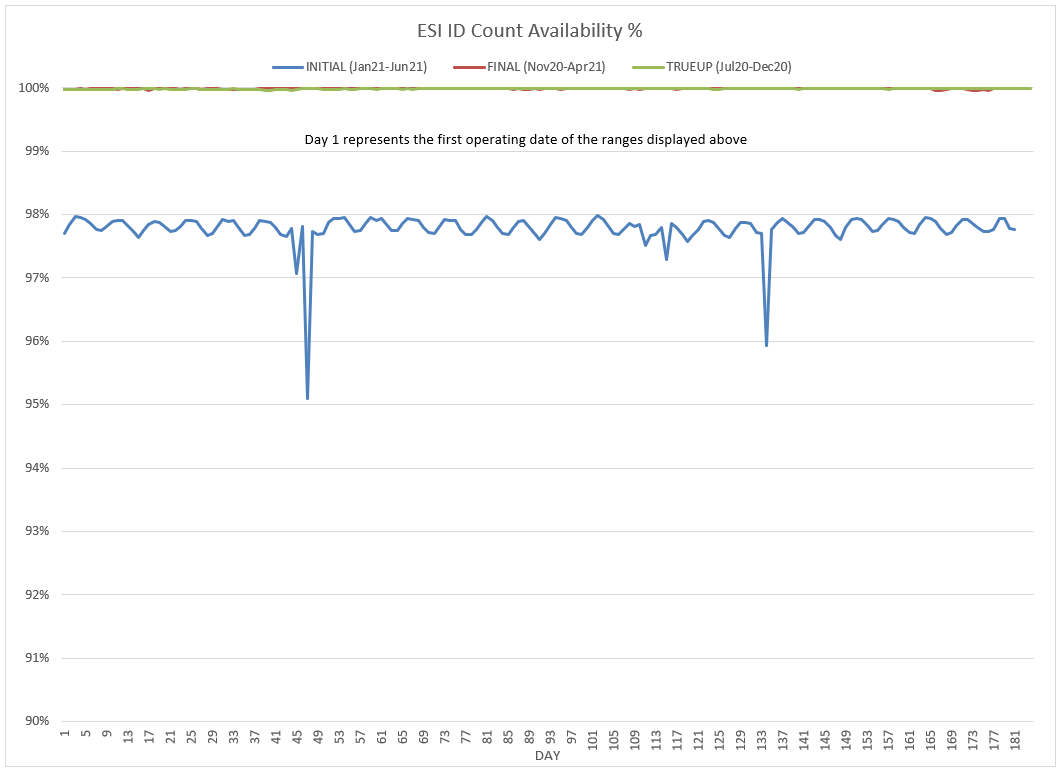 ESI ID Count Availability %
INITIAL (Jan21-Jun21) FINAL (Nov20-Apr21) TRUEUP (Jul20-Dec20)
100%
Day 1 represents the first operating date of the ranges displayed above
99%
98%
97%
96%
95%
94%
93%
92%
91%
90%
1 5 9 13 17 21 25 29 33 37 41 45 49 53 57 61 65 69 73 77 81 85 89 93 97 101 105 109 113 117 121 125 129 133 137 141 145 149 153 157 161 165 169 173 177 181
DAY